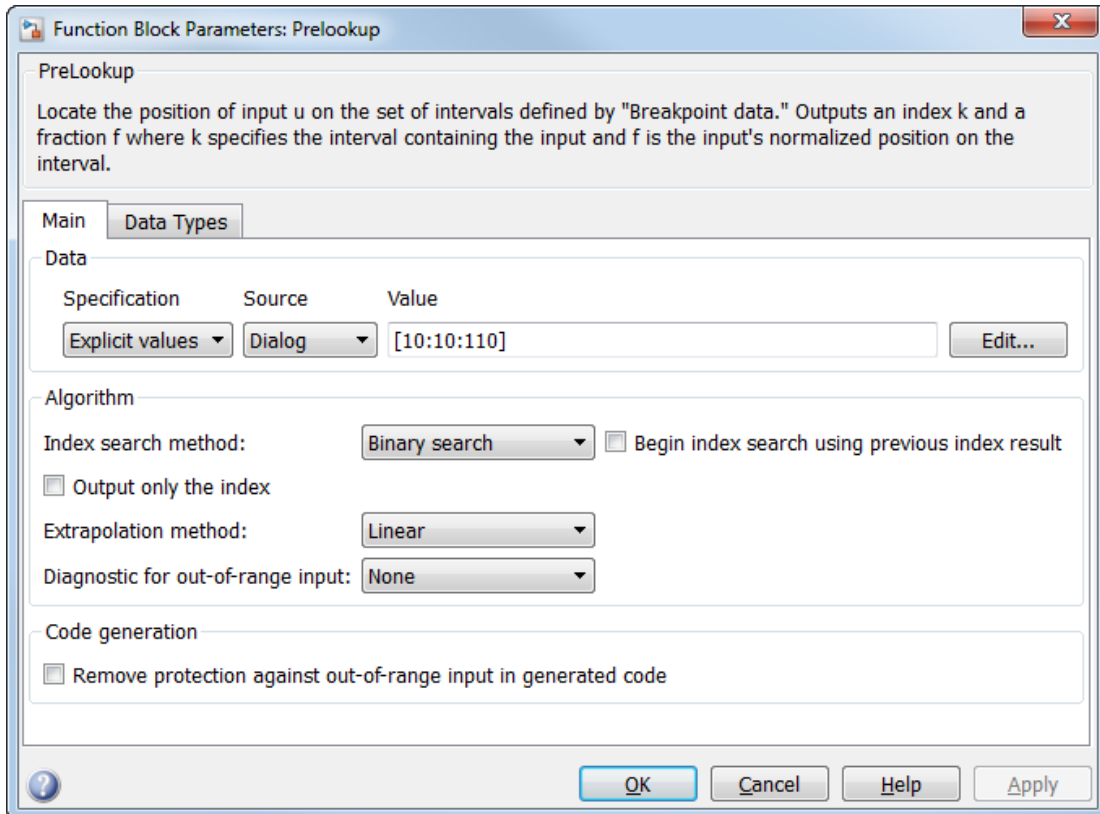 Function Block Parameters: Prelookup
X
PreLookup
Locate the position of input u on the set of intervals defined by "Breakpoint data." Outputs an index k and a
fraction f where k specifies the interval containing the input and f is the input's normalized position on the
interval.
Main Data Types
Data
Specification Source Value
Explicit values Dialog [10:10:110] Edit...
Algorithm
Index search method: Binary search Begin index search using previous index result
Output only the index
Extrapolation method: Linear
Diagnostic for out-of-range input: None
Code generation
Remove protection against out-of-range input in generated code
? OK Cancel Help Apply